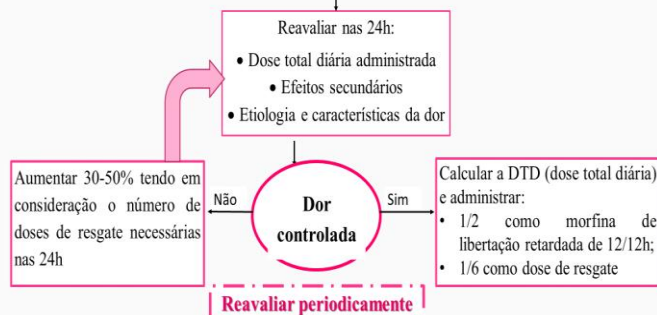 Reavaliar nas 24h:
• Dose total diária administrada
• Efeitos secundários
• Etiologia e características da dor
Aumentar 30-50% tendo em
consideração o número de
doses de resgate necessárias
nas 24h
Não
Dor
controlada
Sim
Calcular a DTD (dose total diária)
e administrar:
• 1/2 como morfina de
libertação retardada de 12/12h;
• 1/6 como dose de resgate
Reavaliar periodicamente